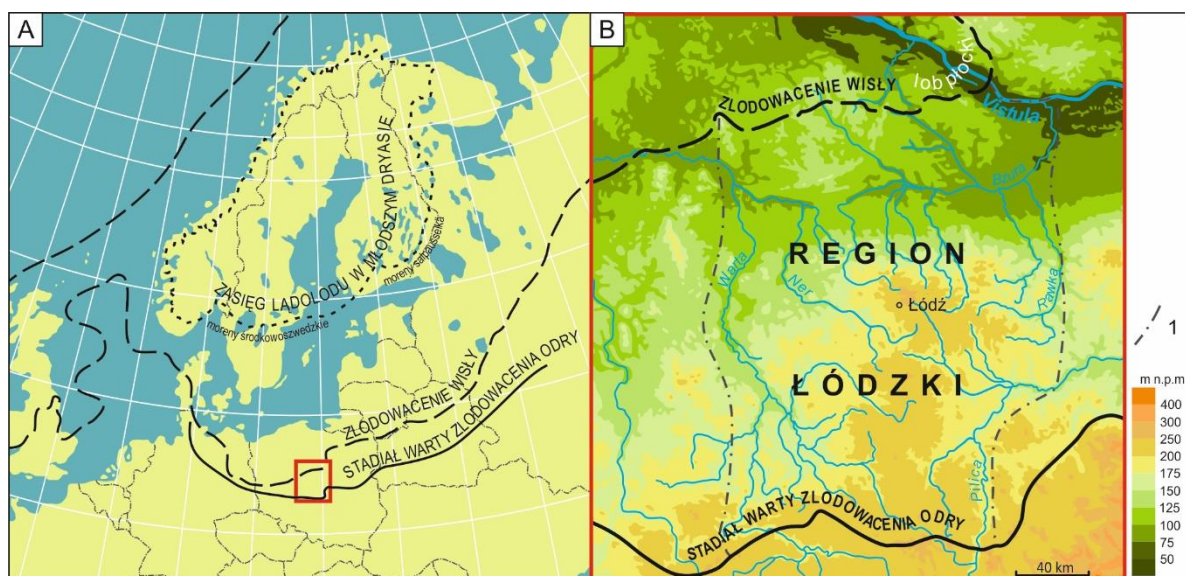 A
ZASIĘG LĄDOLODU W MŁODSZYM DRYASIE
moreny salpausselka
moreny środkowoszwedzkie
ZLODOWACENIE WISŁY
STADIAŁ WARTY ZLODOWACENIA ODRY
B
lob płocki
ZLODOWACENIE WISŁY
Vistula
Bzura
REGION
Warta
Ner
Łódź
Rawka
ŁÓDZKI
Pilica
STADIAŁ WARTY ZLODOWACENIA ODRY
40 km
1
m n.p.m
400
300
250
200
175
150
125
100
75
50